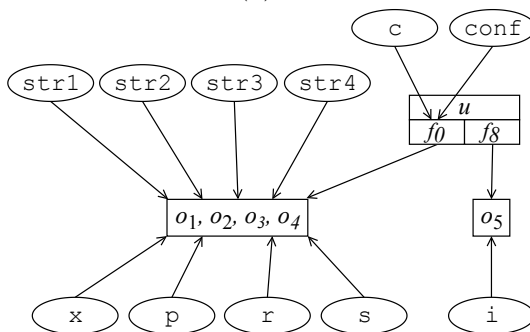 (a)
c conf
str1 str2 str3 str4
u
f0 f8
o1, o2, o3, o4 o5
x p r s i